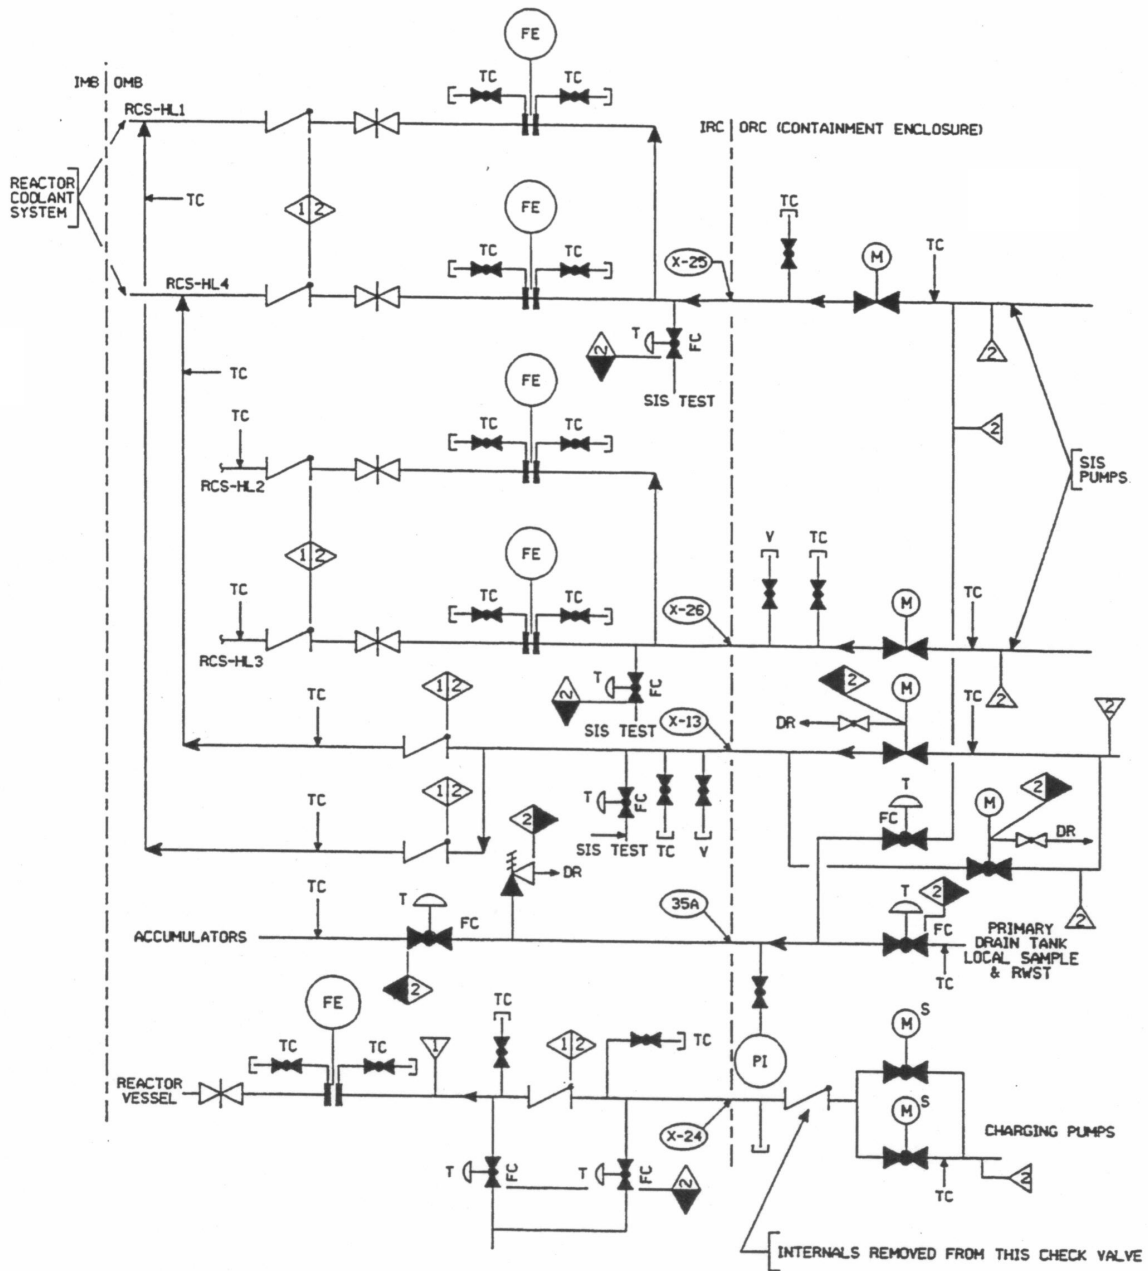 FE
IMB OMB
TC TC
RCS-HL1
IRC ORC (CONTAINMENT ENCLOSURE)
REACTOR
COOLANT
SYSTEM
TC
1 2
FE
TC
TC TC
M
TC
RCS-HL4
X-25
T
FC
2
SIS TEST
2
FE
TC
TC
TC TC
2
RCS-HL2
SIS
PUMPS
1 2
FE
V TC
TC
TC TC
X-26
M
TC
RCS-HL3
T
FC
2
SIS TEST
2
M
2
TC
1 2
X-13
DR
TC
2
T
FC
2
TC
1 2
T
FC
M
DR
SIS TEST TC V
2
DR
TC
T
FC
35A
T
2
FC
2
ACCUMULATORS
PRIMARY
DRAIN TANK
LOCAL SAMPLE
& RWST
2
TC
FE
TC
1 2
M S
TC TC
1
TC
PI
REACTOR
VESSEL
M S
X-24
CHARGING PUMPS
T
FC
T
FC
2
TC
2
INTERNALS REMOVED FROM THIS CHECK VALVE